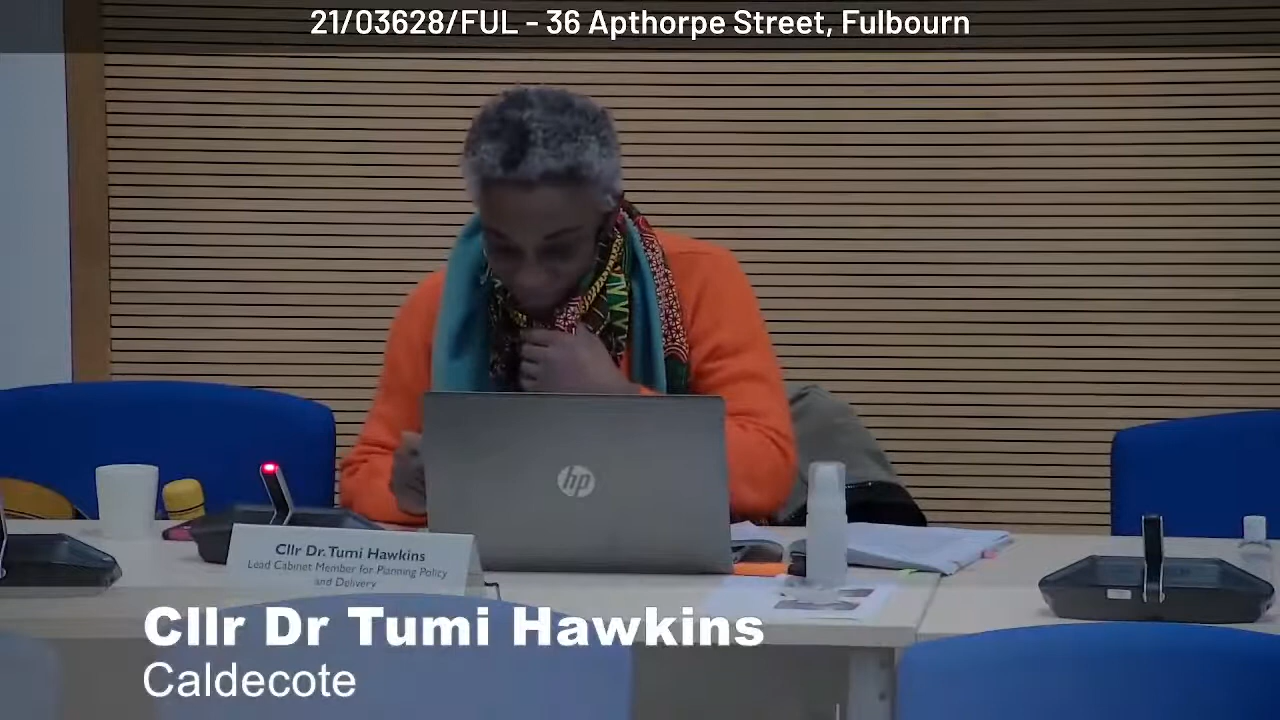 21/03628/FUL - 36 Apthorpe Street, Fulbourn
hp
Cllr Dr. Tumi Hawkins
Lead Cabinet Member for Planning Policy
and Delivery
Cllr Dr Tumi Hawkins
Caldecote